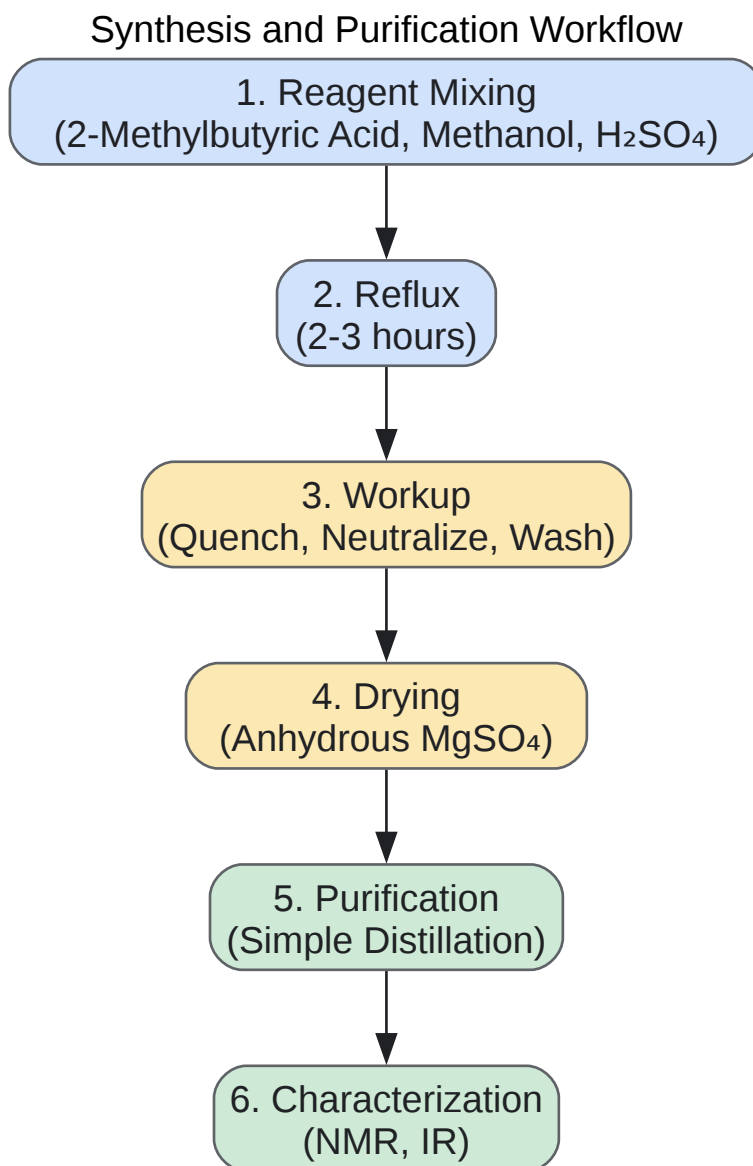 Synthesis and Purification Workflow
1. Reagent Mixing
(2-Methylbutyric Acid, Methanol, H₂SO₄)
2. Reflux
(2-3 hours)
3. Workup
(Quench, Neutralize, Wash)
4. Drying
(Anhydrous MgSO₄)
5. Purification
(Simple Distillation)
6. Characterization
(NMR, IR)